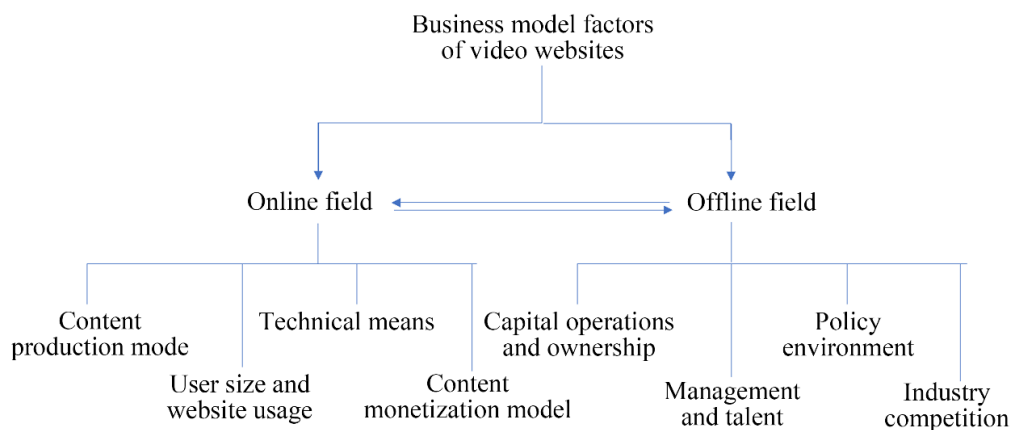 Business model factors
of video websites
Online field
Offline field
Content
production mode
User size and
website usage
Technical means
Content
monetization model
Capital operations
and ownership
Management
and talent
Policy
environment
Industry
competition